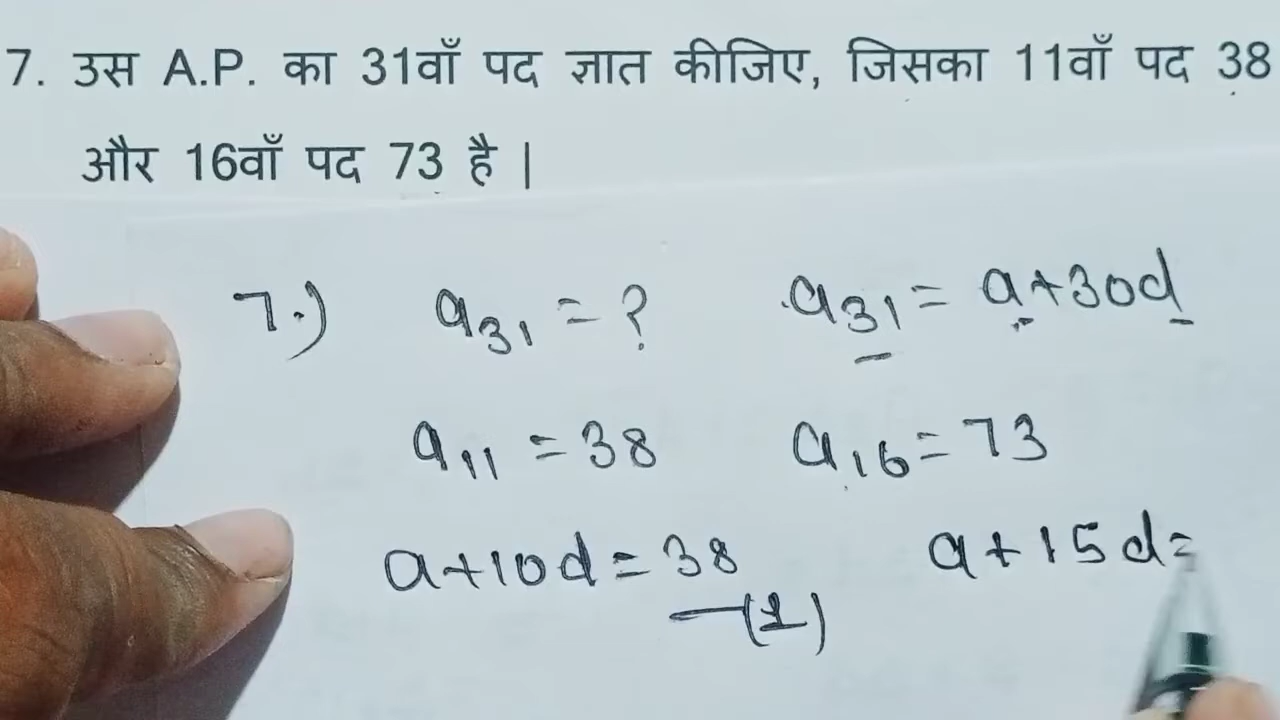 7. उस A.P. का 31वाँ पद ज्ञात कीजिए, जिसका 11वाँ पद 38
और 16वाँ पद 73 है |
7.) a₃₁ = ? a₃₁ = a+30d
a₁₁ = 38 a₁₆ = 73
a+10d = 38 a+15d=
—(1)